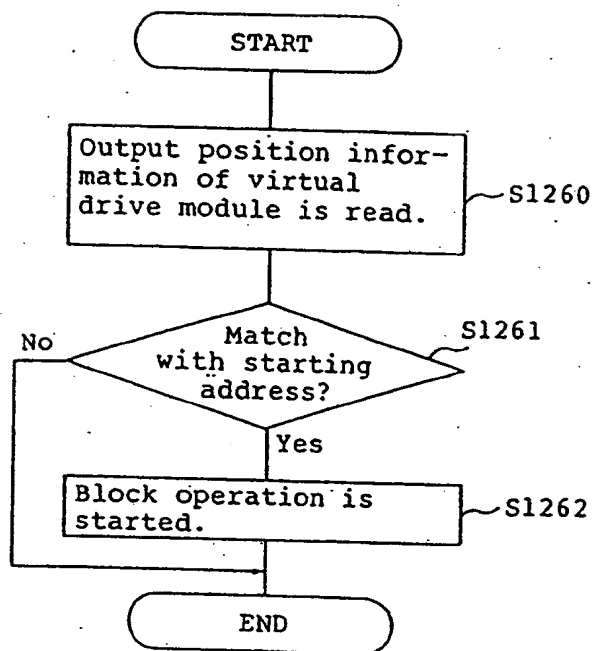 START
Output position infor-
mation of virtual
drive module is read.
S1260
Match
with starting
address?
S1261
No
Yes
Block operation is
started.
S1262
END